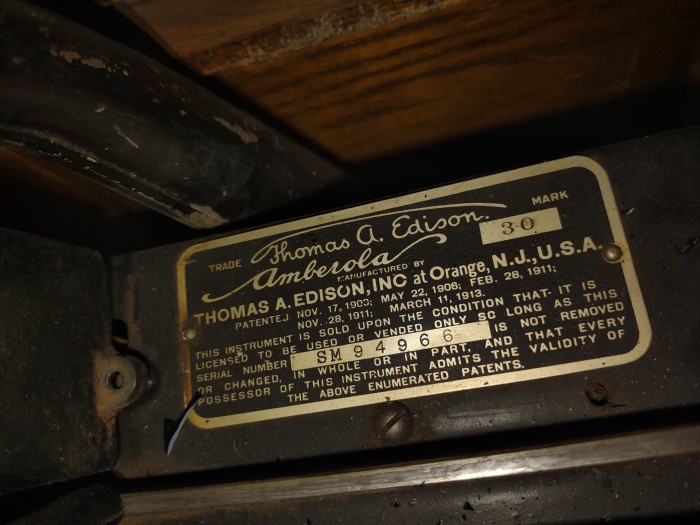 TRADE Thomas A. Edison. MARK
Amberola 30
MANUFACTURED BY
THOMAS A. EDISON, INC at Orange, N.J., U.S.A.
PATENTED NOV. 17, 1903; MAY 22, 1906; FEB. 28, 1911;
NOV. 28, 1911; MARCH 11, 1913.
THIS INSTRUMENT IS SOLD UPON THE CONDITION THAT IT IS
LICENSED TO BE USED OR VENDED ONLY SO LONG AS THIS
SERIAL NUMBER SM 94966 IS NOT REMOVED
OR CHANGED, IN WHOLE OR IN PART, AND THAT EVERY
POSSESSOR OF THIS INSTRUMENT ADMITS THE VALIDITY OF
THE ABOVE ENUMERATED PATENTS.